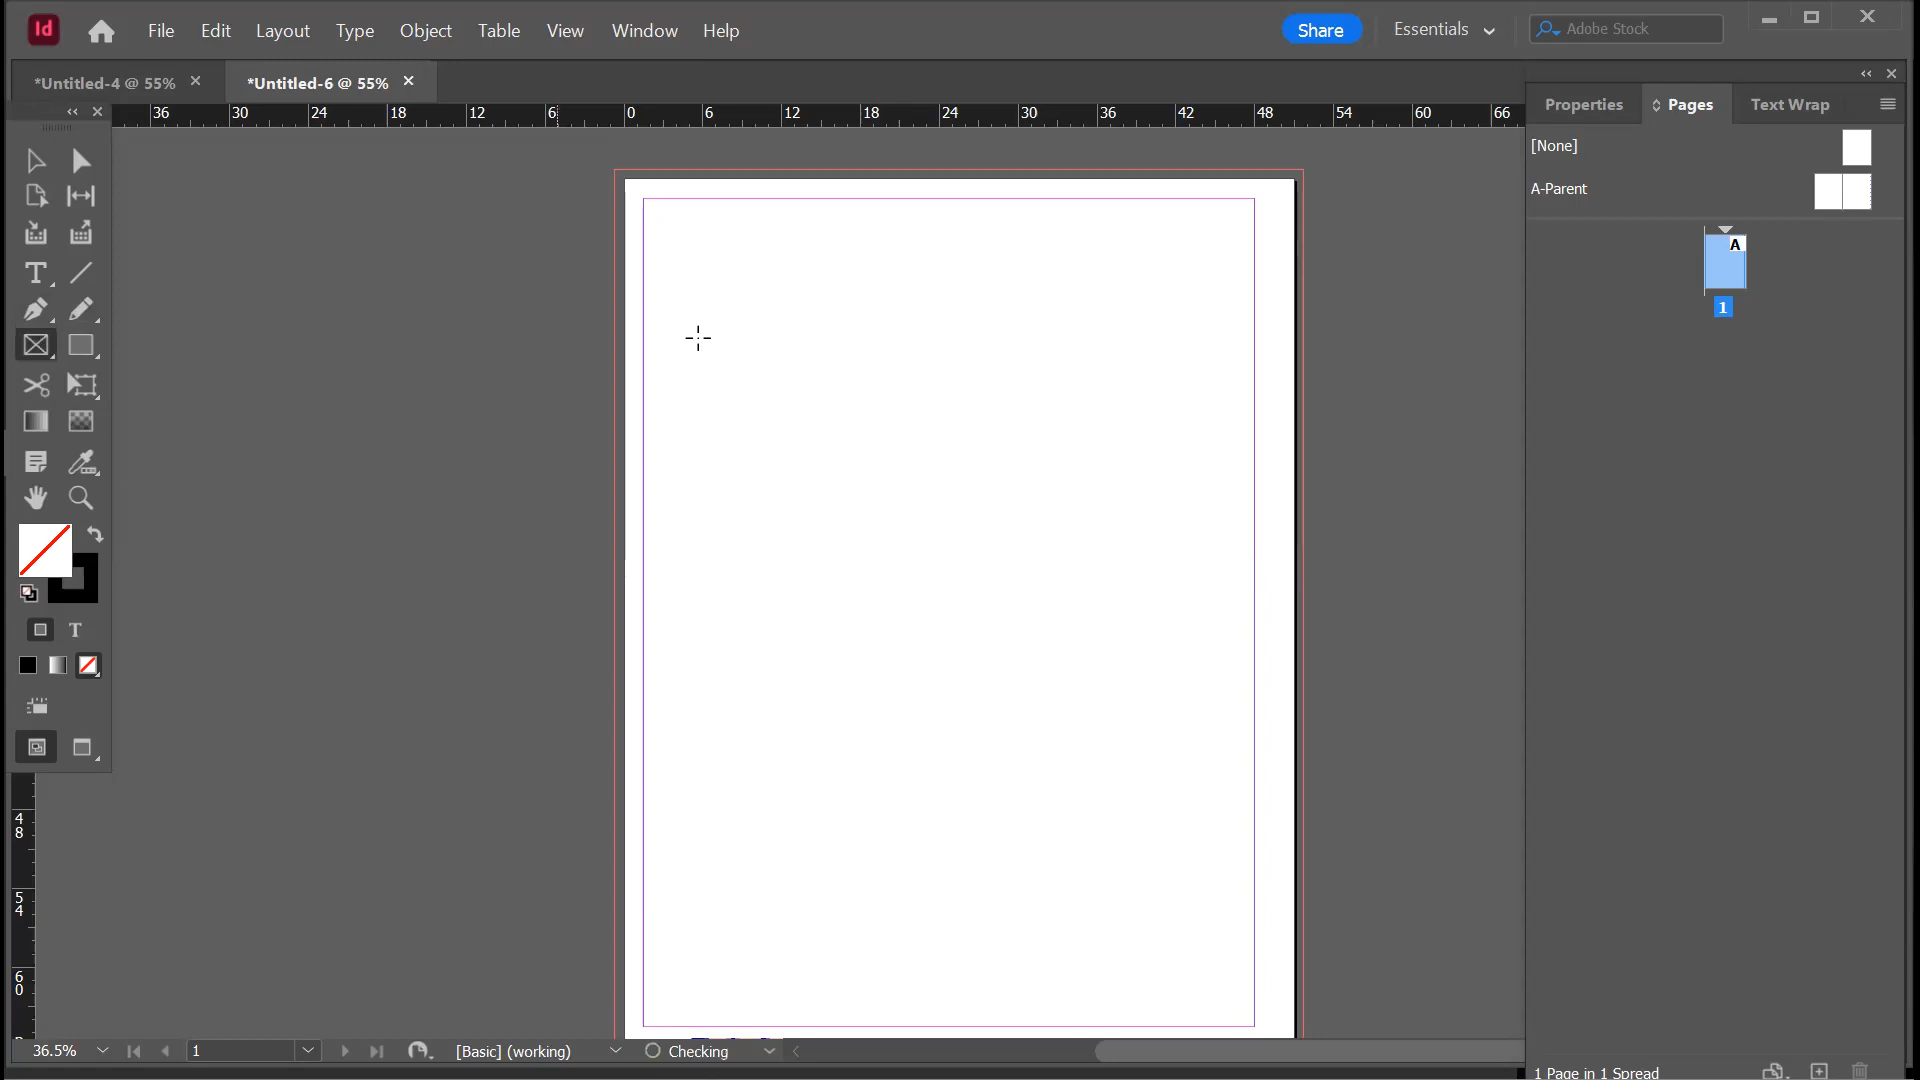 Id File Edit Layout Type Object Table View Window Help Share Essentials Adobe Stock
*Untitled-4 @ 55% *Untitled-6 @ 55%
36 30 24 18 12 6 0 6 12 18 24 30 36 42 48 54 60 66
Properties Pages Text Wrap
[None]
A-Parent
A
1
T
T
48
54
60
36.5% 1 [Basic] (working) Checking
1 Page in 1 Spread